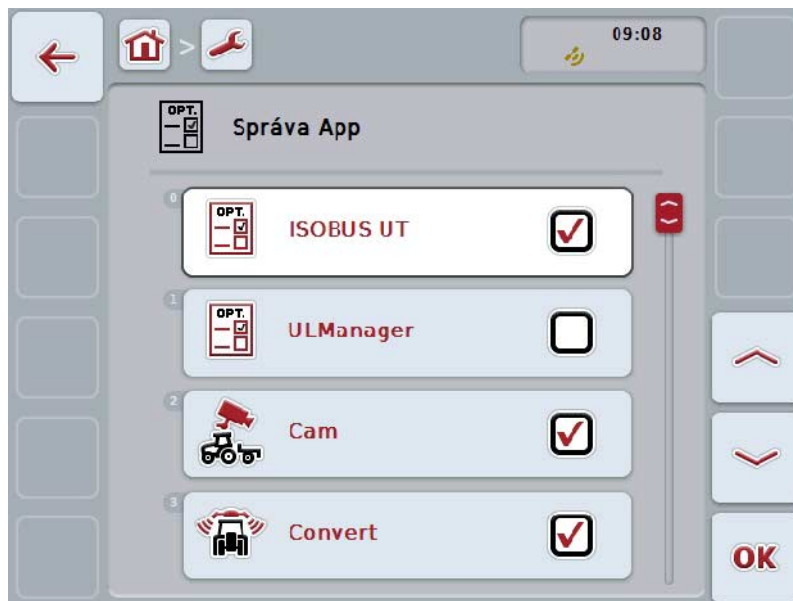 09:08
OPT.
Správa App
0
OPT.
ISOBUS UT
1
OPT.
ULManager
2
Cam
3
Convert
OK